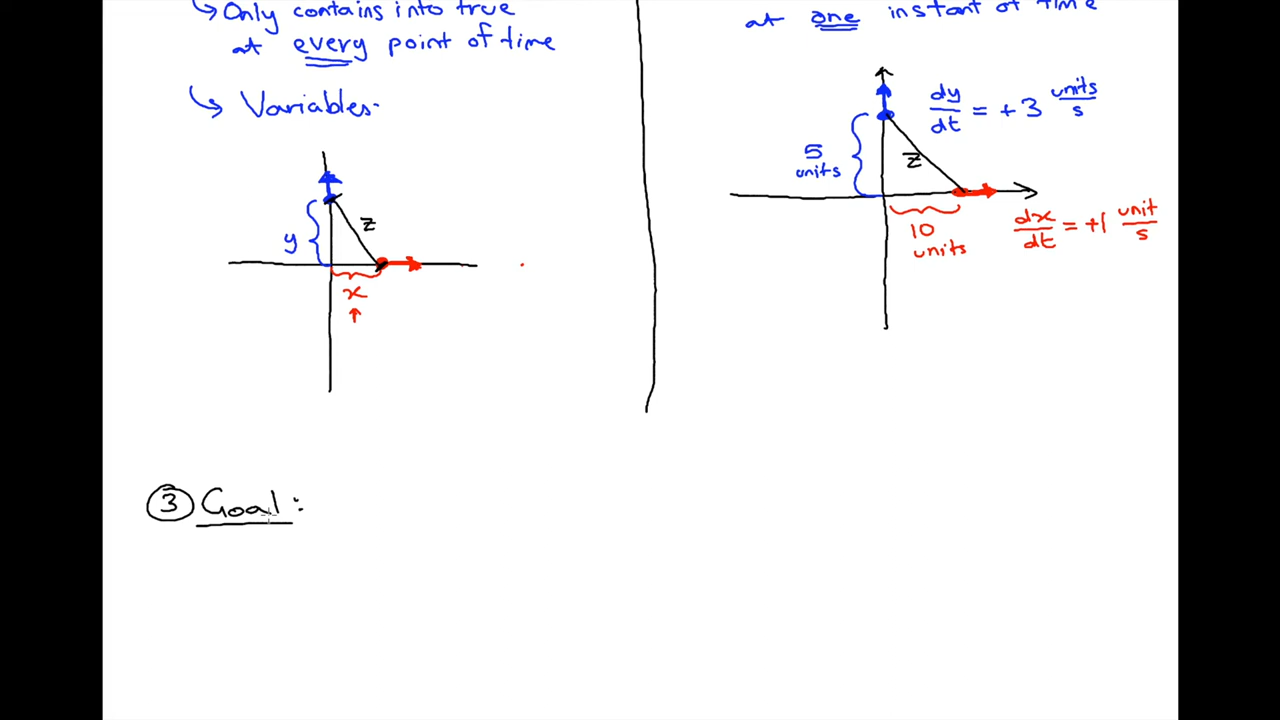 ↳ Only contains into true
at every point of time
↳ Variables:
y
z
x
at one instant of time
dy/dt = +3 units/s
5
units
z
10
units
dx/dt = +1 unit/s
③ Goal: